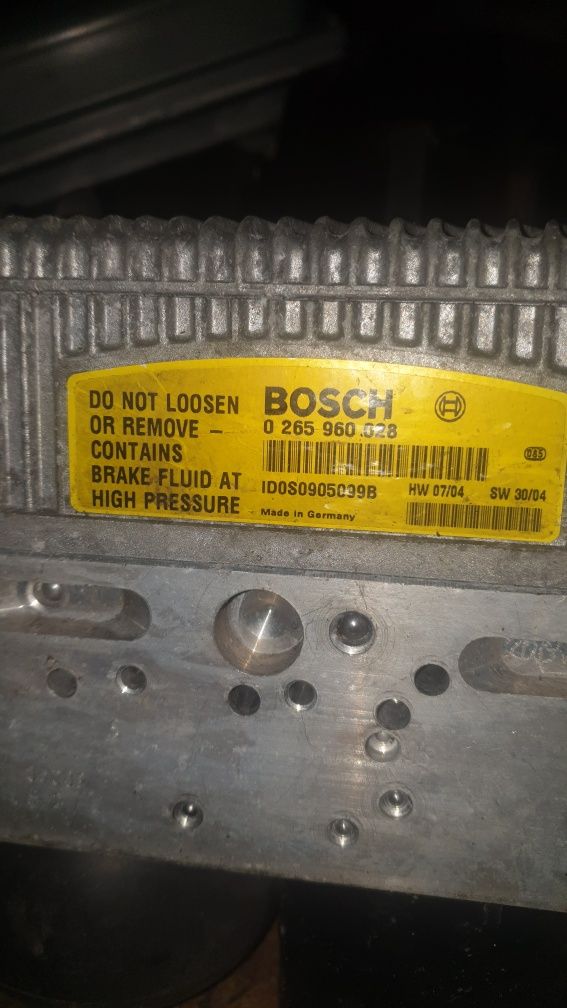 DO NOT LOOSEN
OR REMOVE –
CONTAINS
BRAKE FLUID AT
HIGH PRESSURE
BOSCH
0 265 960 028
ID0S0905099B
HW 07/04 SW 30/04
Made in Germany